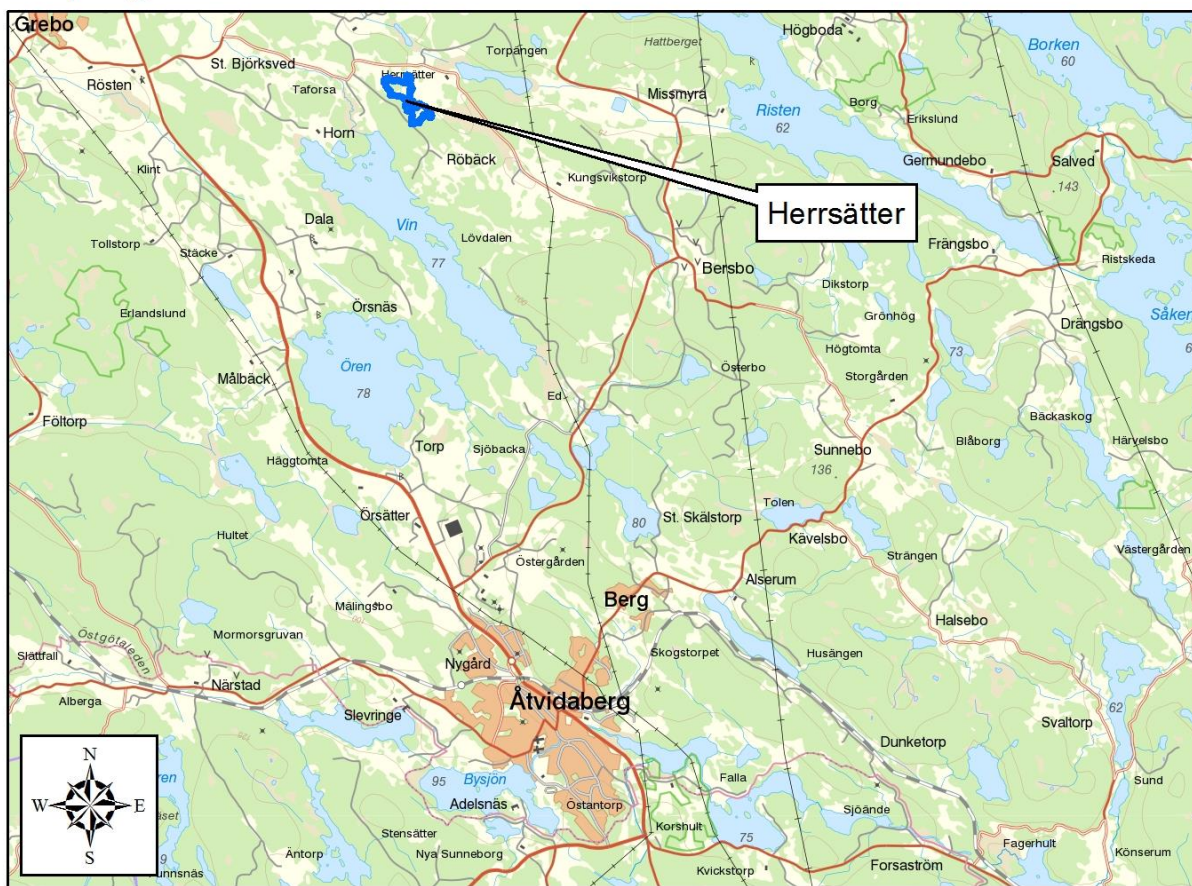 Grebo
Högboda
Borken
60
St. Björksved
Torpängen
Hattberget
Herrsätter
Rösten
Taforsa
Missmyra
Risten
62
Borg
Erikslund
Horn
Klint
Röbäck
Kungsvikstorp
Germundebo
Salved
143
Herrsätter
Dala
Vin
Tollstorp
Stäcke
Lövdalen
77
Frängsbo
Bersbo
Ristskeda
Dikstorp
Örsnäs
Erlandslund
Grönhög
Såken
6
Drängsbo
Ören
78
Målbäck
Högtomta
73
Österbo
Storgården
Ed
Föltorp
Bäckaskog
Blåborg
Härvelsbo
Torp
Sjöbacka
Sunnebo
Häggtomta
136
Tolen
Örsätter
80
St. Skälstorp
Hultet
Kävelsbo
Västergården
Strängen
Östergården
Alserum
Berg
Mälingsbo
Halsebo
Mormorsgruvan
Östgötaleden
Slättfall
Skogstorpet
Husängen
Nygård
Närstad
Alberga
Åtvidaberg
62
Slevringe
Svaltorp
Dunketorp
N
W E
S
ren
95
Bysjön
Falla
Sund
Adelsnäs
Östantorp
Sjöände
Korshult
75
Stensätter
Fagerhult
Äntorp
Nya Sunneborg
Könserum
Forsaström
Kvickstorp
unnsnäs